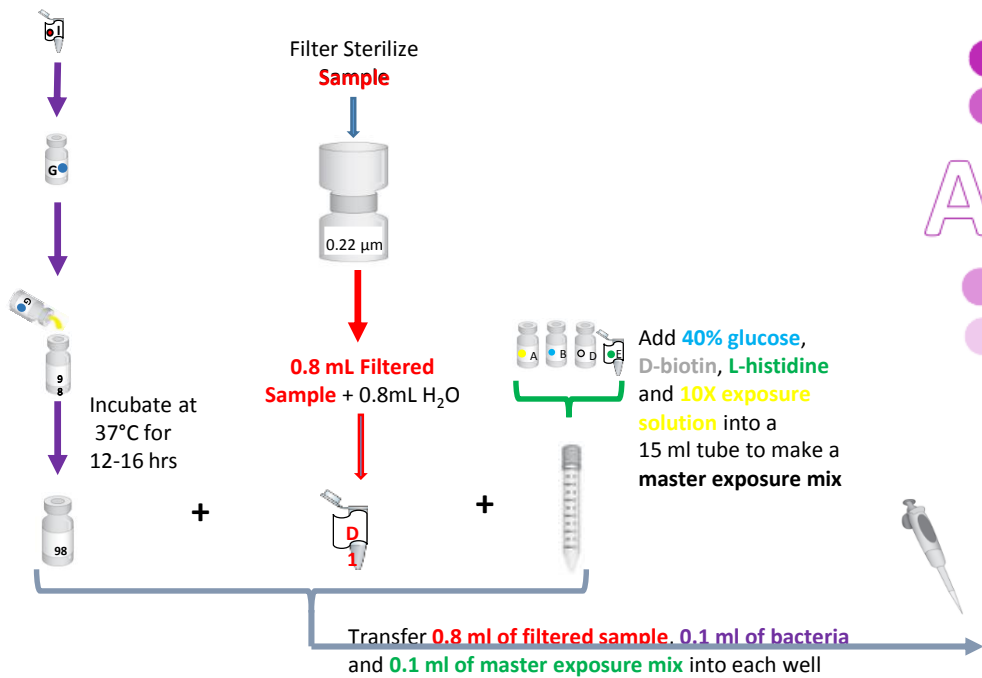 I
Filter Sterilize
Sample
G
0.22 µm
G
9
8
Incubate at
37°C for
12-16 hrs
0.8 mL Filtered
Sample + 0.8mL H₂O
A
B
D
E
Add 40% glucose,
D-biotin, L-histidine
and 10X exposure
solution into a
15 ml tube to make a
master exposure mix
A
98
+
D
1
+
Transfer 0.8 ml of filtered sample, 0.1 ml of bacteria
and 0.1 ml of master exposure mix into each well